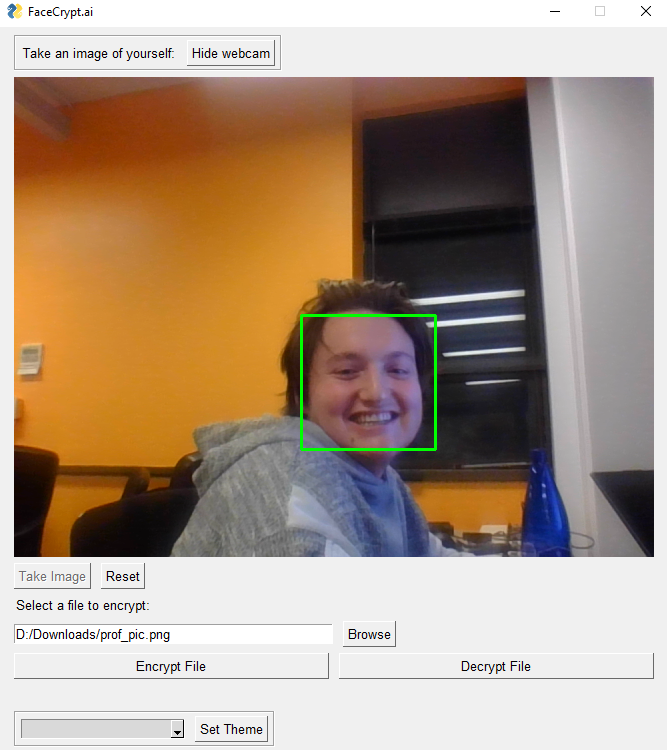 FaceCrypt.ai
Take an image of yourself: Hide webcam
Take Image Reset
Select a file to encrypt:
D:/Downloads/prof_pic.png Browse
Encrypt File Decrypt File
Set Theme